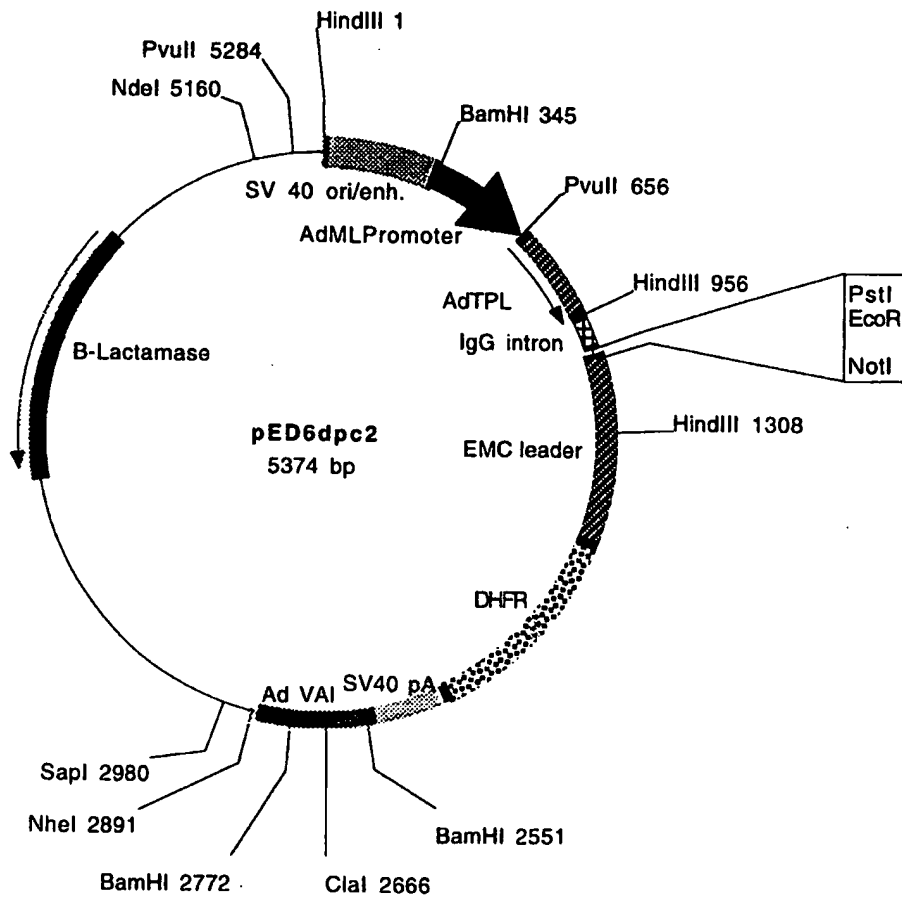 HindIII 1
PvuII 5284
NdeI 5160
BamHI 345
SV 40 ori/enh.
PvuII 656
AdMLPromoter
HindIII 956
AdTPL
PstI
EcoR
IgG intron
NotI
B-Lactamase
HindIII 1308
pED6dpc2
EMC leader
5374 bp
DHFR
Ad VAI
SV40 pA
SapI 2980
NheI 2891
BamHI 2551
BamHI 2772
ClaI 2666